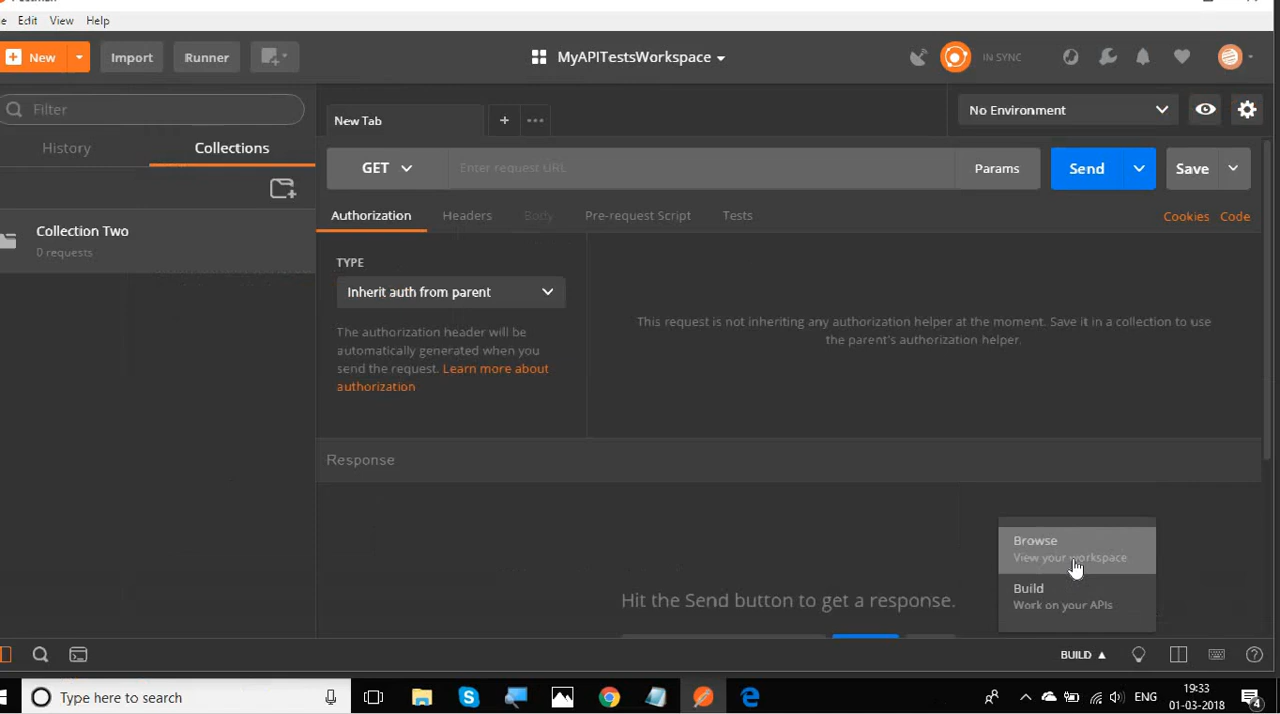 Edit View Help
New Import Runner MyAPITestsWorkspace IN SYNC
Filter
New Tab
No Environment
History Collections
GET Enter request URL Params Send Save
Authorization Headers Body Pre-request Script Tests Cookies Code
Collection Two
0 requests
TYPE
Inherit auth from parent
The authorization header will be
automatically generated when you
send the request. Learn more about
authorization
This request is not inheriting any authorization helper at the moment. Save it in a collection to use
the parent's authorization helper.
Response
Browse
View your workspace
Build
Work on your APIs
Hit the Send button to get a response.
BUILD
Type here to search
ENG
19:33
01-03-2018
4